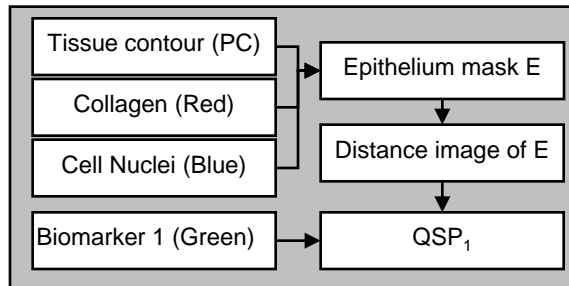 Tissue contour (PC)
Collagen (Red)
Cell Nuclei (Blue)
Biomarker 1 (Green)
Epithelium mask E
Distance image of E
QSP₁